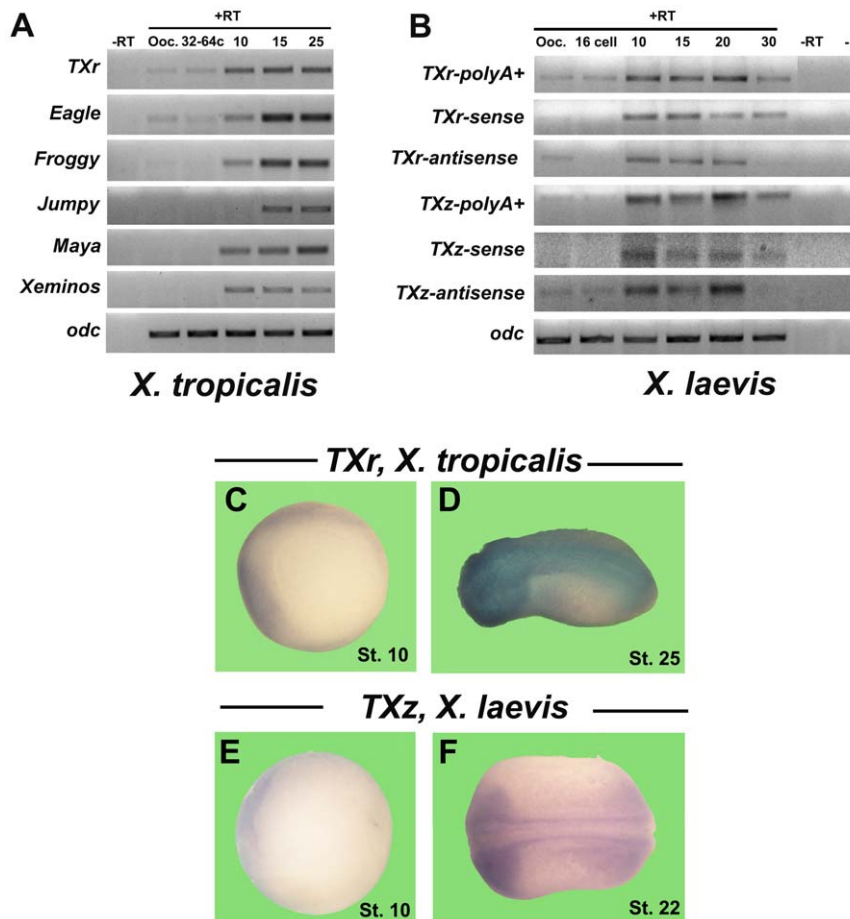 A
+RT
-RT Ooc. 32-64c 10 15 25
TXr
Eagle
Froggy
Jumpy
Maya
Xeminos
odc
X. tropicalis
B
+RT
Ooc. 16 cell 10 15 20 30 -RT -
TXr-polyA+
TXr-sense
TXr-antisense
TXz-polyA+
TXz-sense
TXz-antisense
odc
X. laevis
TXr, X. tropicalis
C
St. 10
D
St. 25
TXz, X. laevis
E
St. 10
F
St. 22